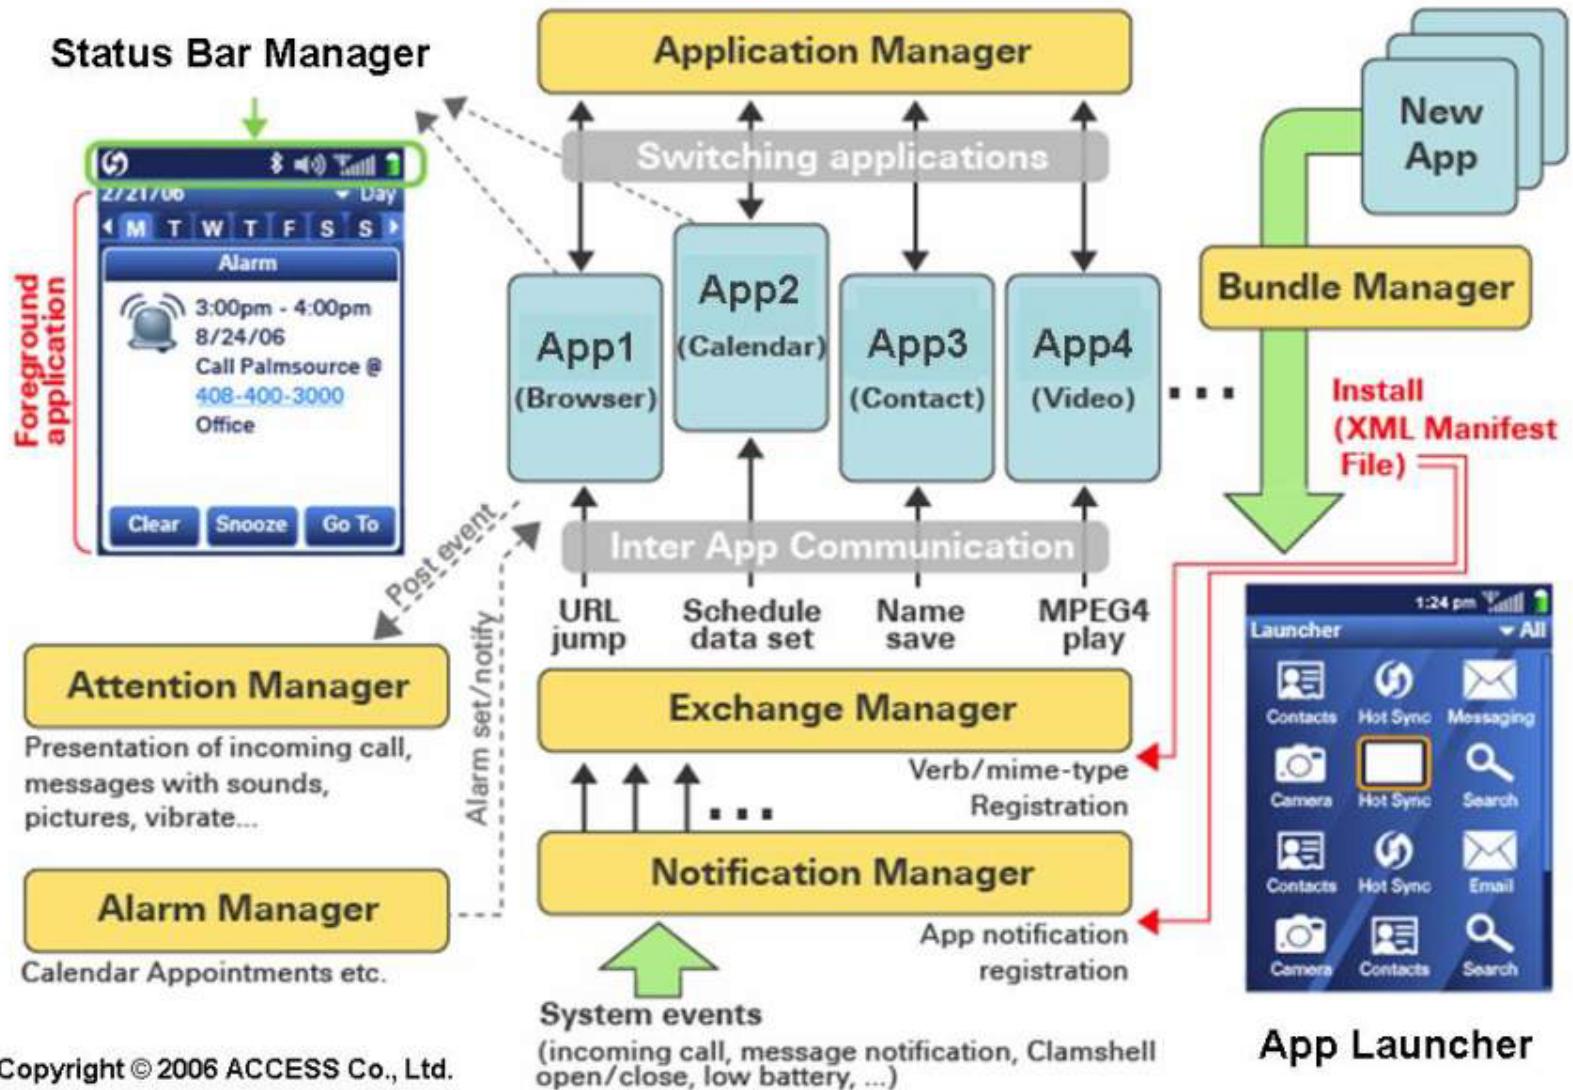 Status Bar Manager
Application Manager
Switching applications
New
App
2/21/06
Day
M T W T F S S
Alarm
3:00pm - 4:00pm
8/24/06
Call Palmsource @
408-400-3000
Office
Clear
Snooze
Go To
Foreground
application
App1
(Browser)
App2
(Calendar)
App3
(Contact)
App4
(Video)
...
Bundle Manager
Install
(XML Manifest
File)
Post event
Inter App Communication
URL
jump
Schedule
data set
Name
save
MPEG4
play
Alarm set/notify
Attention Manager
Presentation of incoming call,
messages with sounds,
pictures, vibrate...
Exchange Manager
Verb/mime-type
Registration
...
Alarm Manager
Calendar Appointments etc.
Notification Manager
App notification
registration
System events
(incoming call, message notification, Clamshell
open/close, low battery, ...)
1:24 pm
Launcher
All
Contacts
Hot Sync
Messaging
Camera
Hot Sync
Search
Contacts
Hot Sync
Email
Camera
Contacts
Search
App Launcher
Copyright © 2006 ACCESS Co., Ltd.